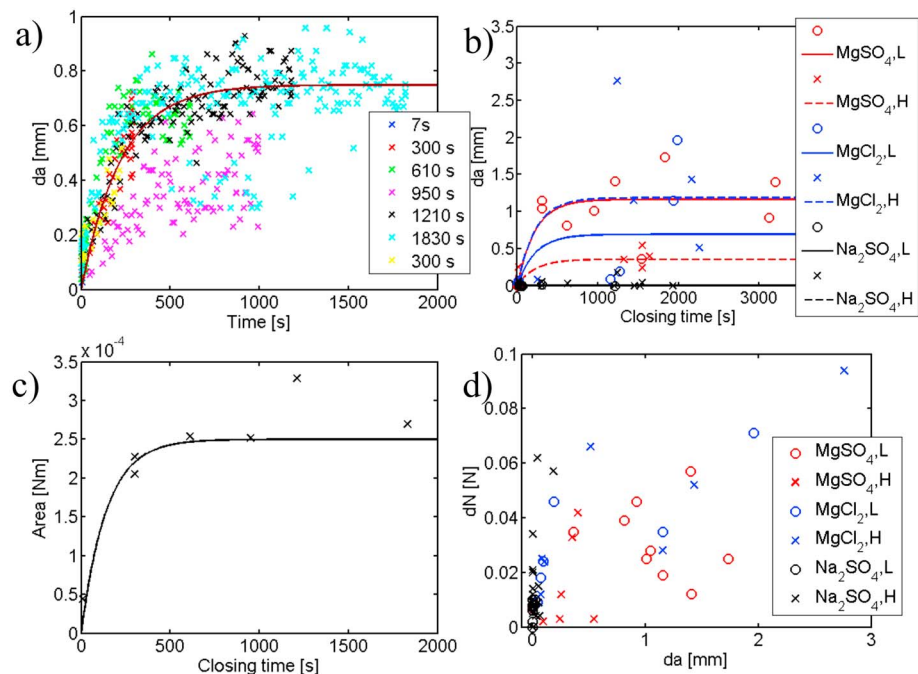 a)
da [mm]
1
0.8
0.6
0.4
0.2
0
0 500 1000 1500 2000
Time [s]
7s
300 s
610 s
950 s
1210 s
1830 s
300 s
b)
da [mm]
3.5
3
2.5
2
1.5
1
0.5
0
0 1000 2000 3000
Closing time [s]
MgSO4,L
MgSO4,H
MgCl2,L
MgCl2,H
Na2SO4,L
Na2SO4,H
c)
x 10-4
Area [Nm]
3.5
3
2.5
2
1.5
1
0.5
0
0 500 1000 1500 2000
Closing time [s]
d)
dN [N]
0.1
0.08
0.06
0.04
0.02
0
0 1 2 3
da [mm]
MgSO4,L
MgSO4,H
MgCl2,L
MgCl2,H
Na2SO4,L
Na2SO4,H